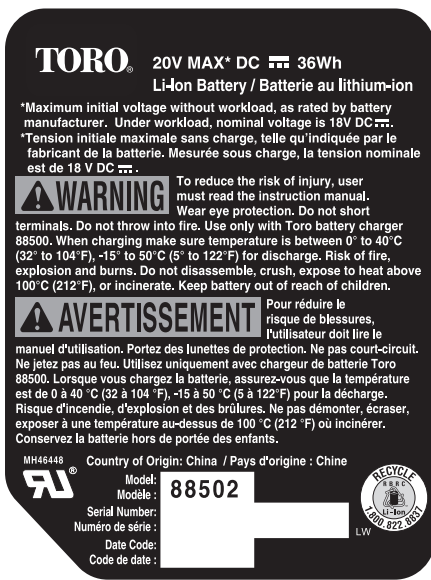 TORO®
20V MAX* DC 36Wh
Li-Ion Battery / Batterie au lithium-ion
*Maximum initial voltage without workload, as rated by battery
manufacturer. Under workload, nominal voltage is 18V DC.
*Tension initiale maximale sans charge, telle qu'indiquée par le
fabricant de la batterie. Mesurée sous charge, la tension nominale
est de 18 V DC.
WARNING
To reduce the risk of injury, user
must read the instruction manual.
Wear eye protection. Do not short
terminals. Do not throw into fire. Use only with Toro battery charger
88500. When charging make sure temperature is between 0° to 40°C
(32° to 104°F), -15° to 50°C (5° to 122°F) for discharge. Risk of fire,
explosion and burns. Do not disassemble, crush, expose to heat above
100°C (212°F), or incinerate. Keep battery out of reach of children.
AVERTISSEMENT
Pour réduire le
risque de blessures,
l'utilisateur doit lire le
manuel d'utilisation. Portez des lunettes de protection. Ne pas court-circuit.
Ne jetez pas au feu. Utilisez uniquement avec chargeur de batterie Toro
88500. Lorsque vous chargez la batterie, assurez-vous que la température
est de 0 à 40 °C (32 à 104 °F), -15 à 50 °C (5 à 122°F) pour la décharge.
Risque d'incendie, d'explosion et des brûlures. Ne pas démonter, écraser,
exposer à une température au-dessus de 100 °C (212 °F) où incinérer.
Conservez la batterie hors de portée des enfants.
MH46448
Country of Origin: China / Pays d'origine : Chine
Model:
Modèle :
88502
Serial Number:
Numéro de série :
Date Code:
Code de date :
LW
RECYCLE
RBRC
Li-Ion
1.800.822.8837